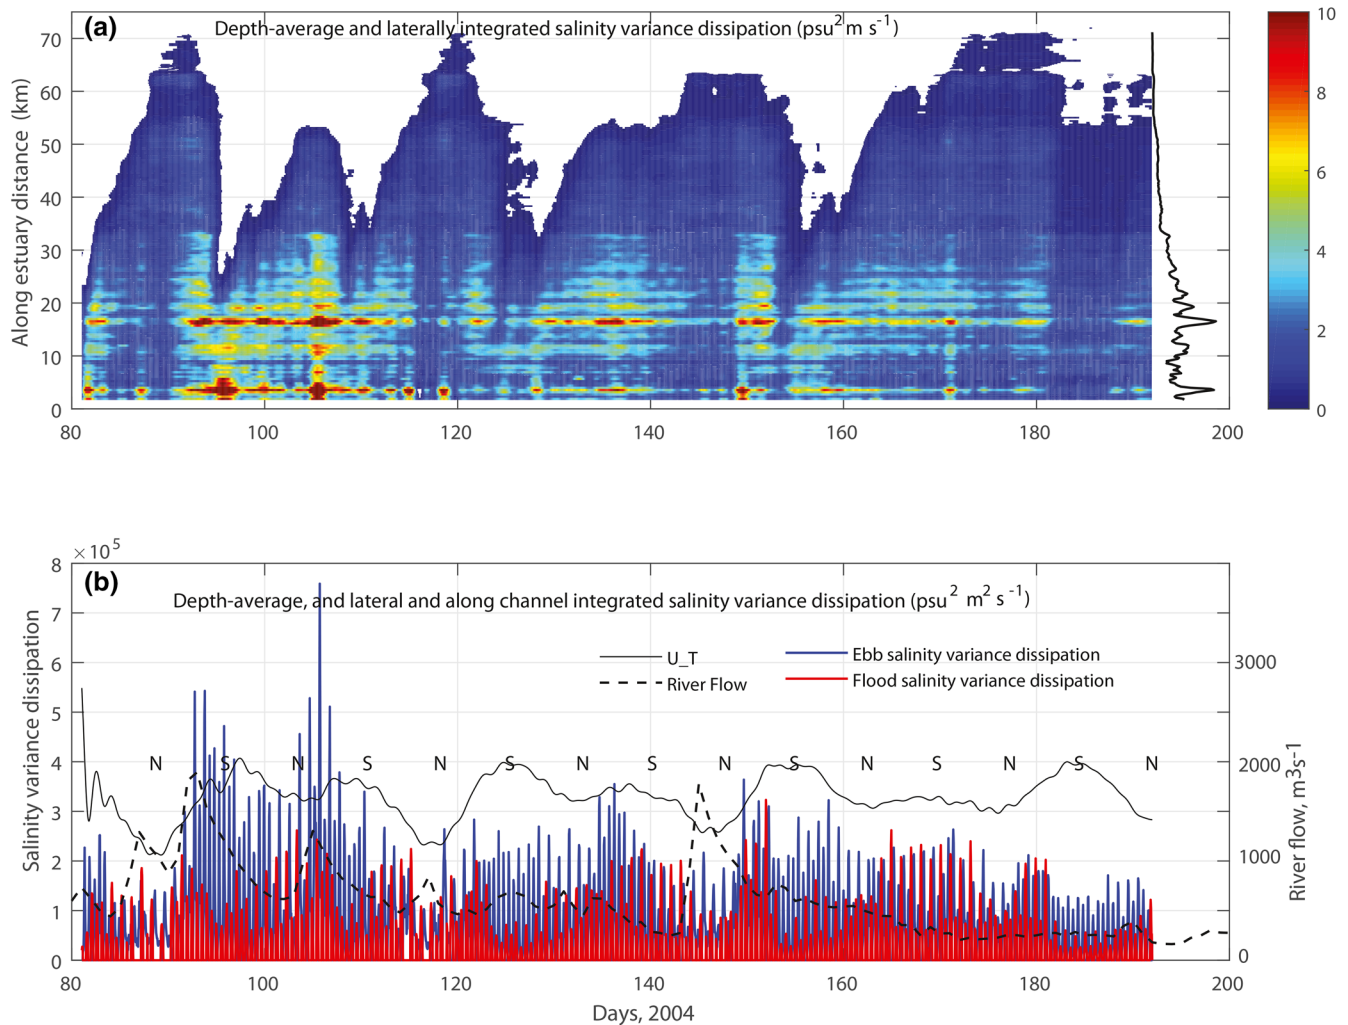 (a)
Depth-average and laterally integrated salinity variance dissipation (psu2m s-1)
Along estuary distance (km)
70
60
50
40
30
20
10
0
80 100 120 140 160 180 200
10
8
6
4
2
0
×10 5
(b)
Depth-average, and lateral and along channel integrated salinity variance dissipation (psu2 m2 s-1)
U_T
River Flow
Ebb salinity variance dissipation
Flood salinity variance dissipation
N S N S N S N S N S N S N S N
Salinity variance dissipation
8
7
6
5
4
3
2
1
0
3000
2000
1000
0
River flow, m3s-1
80 100 120 140 160 180 200
Days, 2004